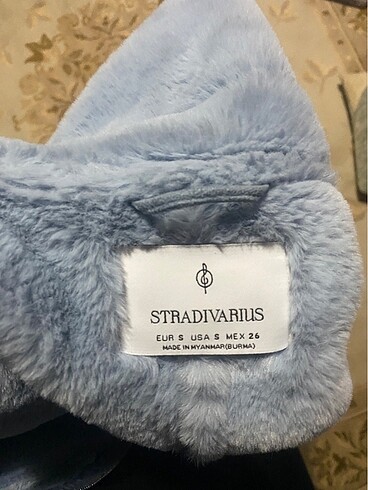 STRADIVARIUS
EUR S USA S MEX 26
MADE IN MYANMAR(BURMA)